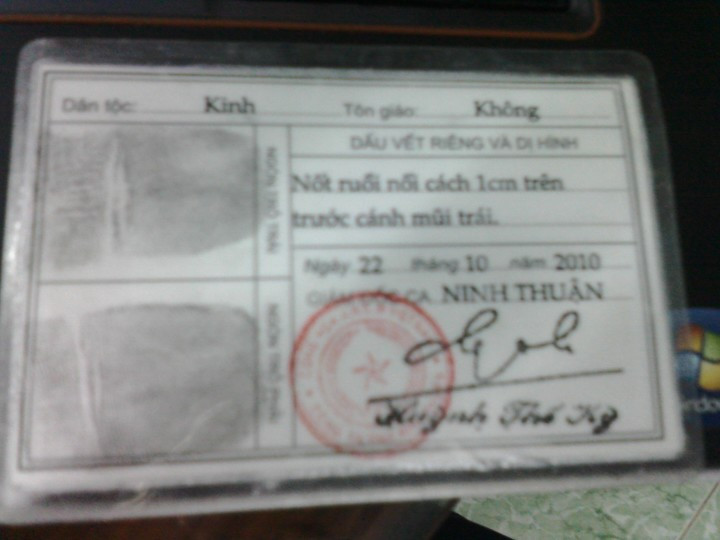 Dân tộc: Kinh Tôn giáo: Không
DẤU VẾT RIÊNG VÀ DỊ HÌNH
NGÓN TRỎ TRÁI
Nốt ruồi nổi cách 1cm trên
trước cánh mũi trái.
Ngày 22 tháng 10 năm 2010
GIÁM ĐỐC CA NINH THUẬN
NGÓN TRỎ PHẢI
Huỳnh Thế Kỳ